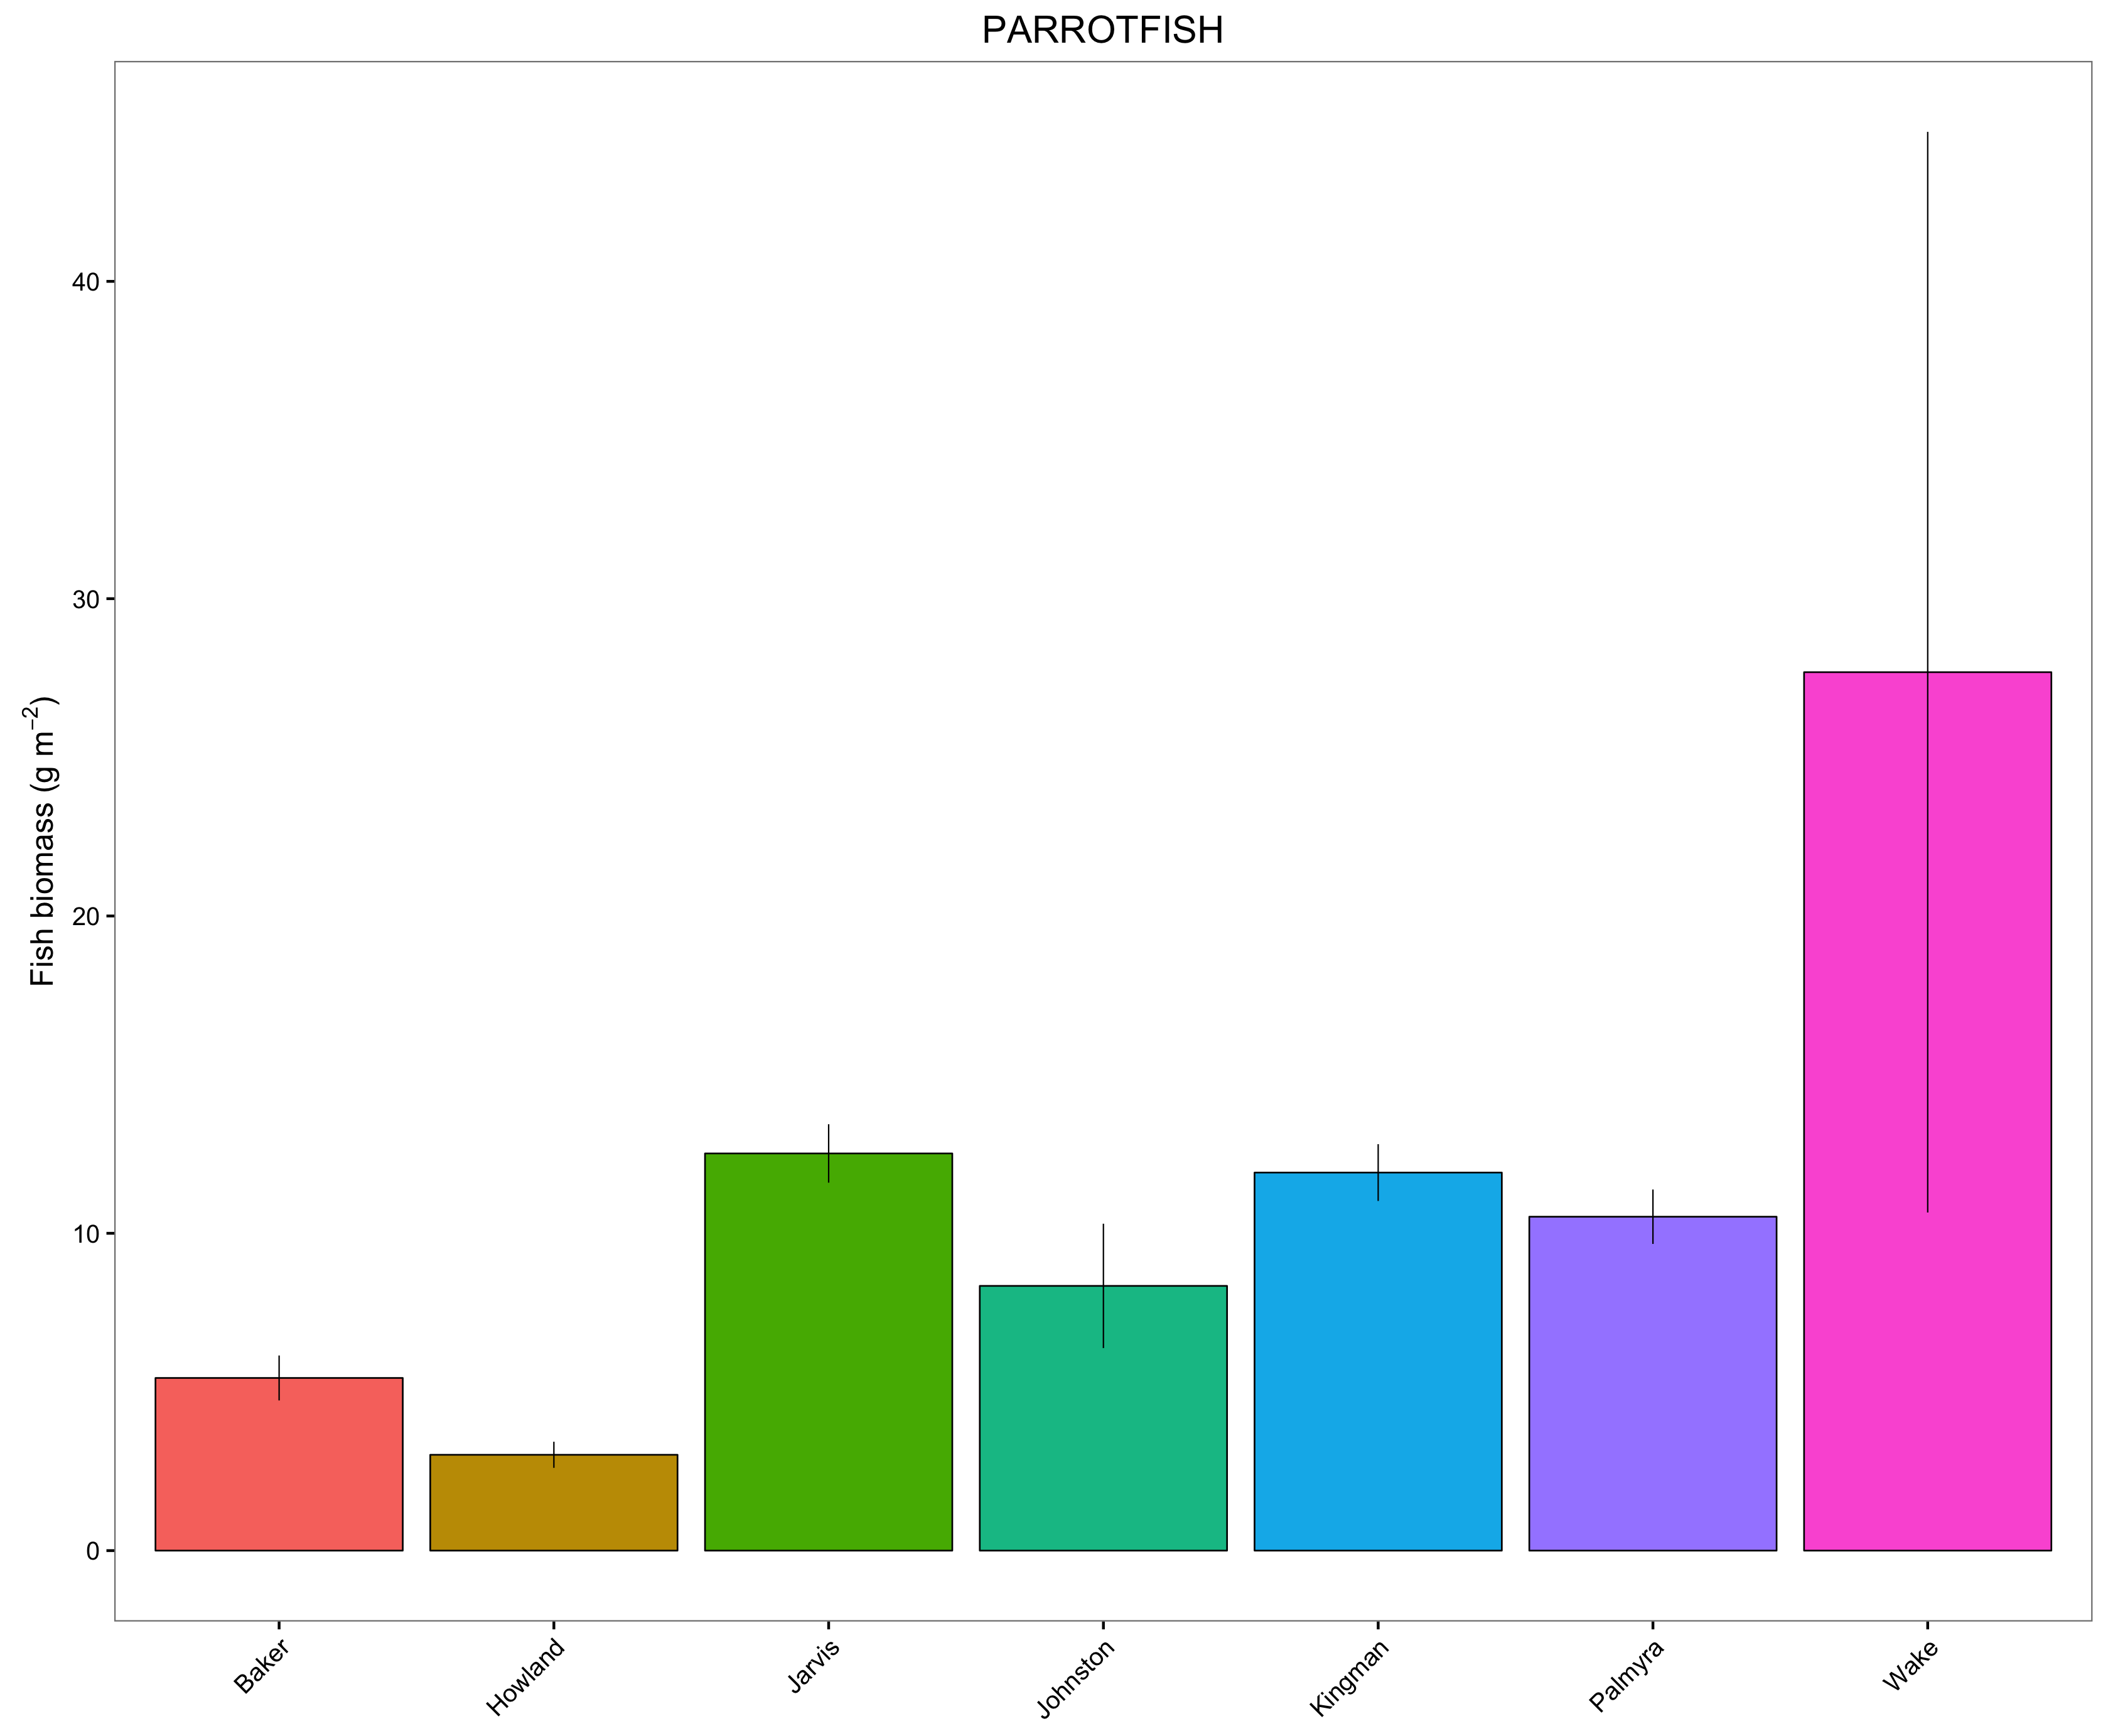 PARROTFISH
Fish biomass (g m⁻²)
40
30
20
10
0
Baker
Howland
Jarvis
Johnston
Kingman
Palmyra
Wake